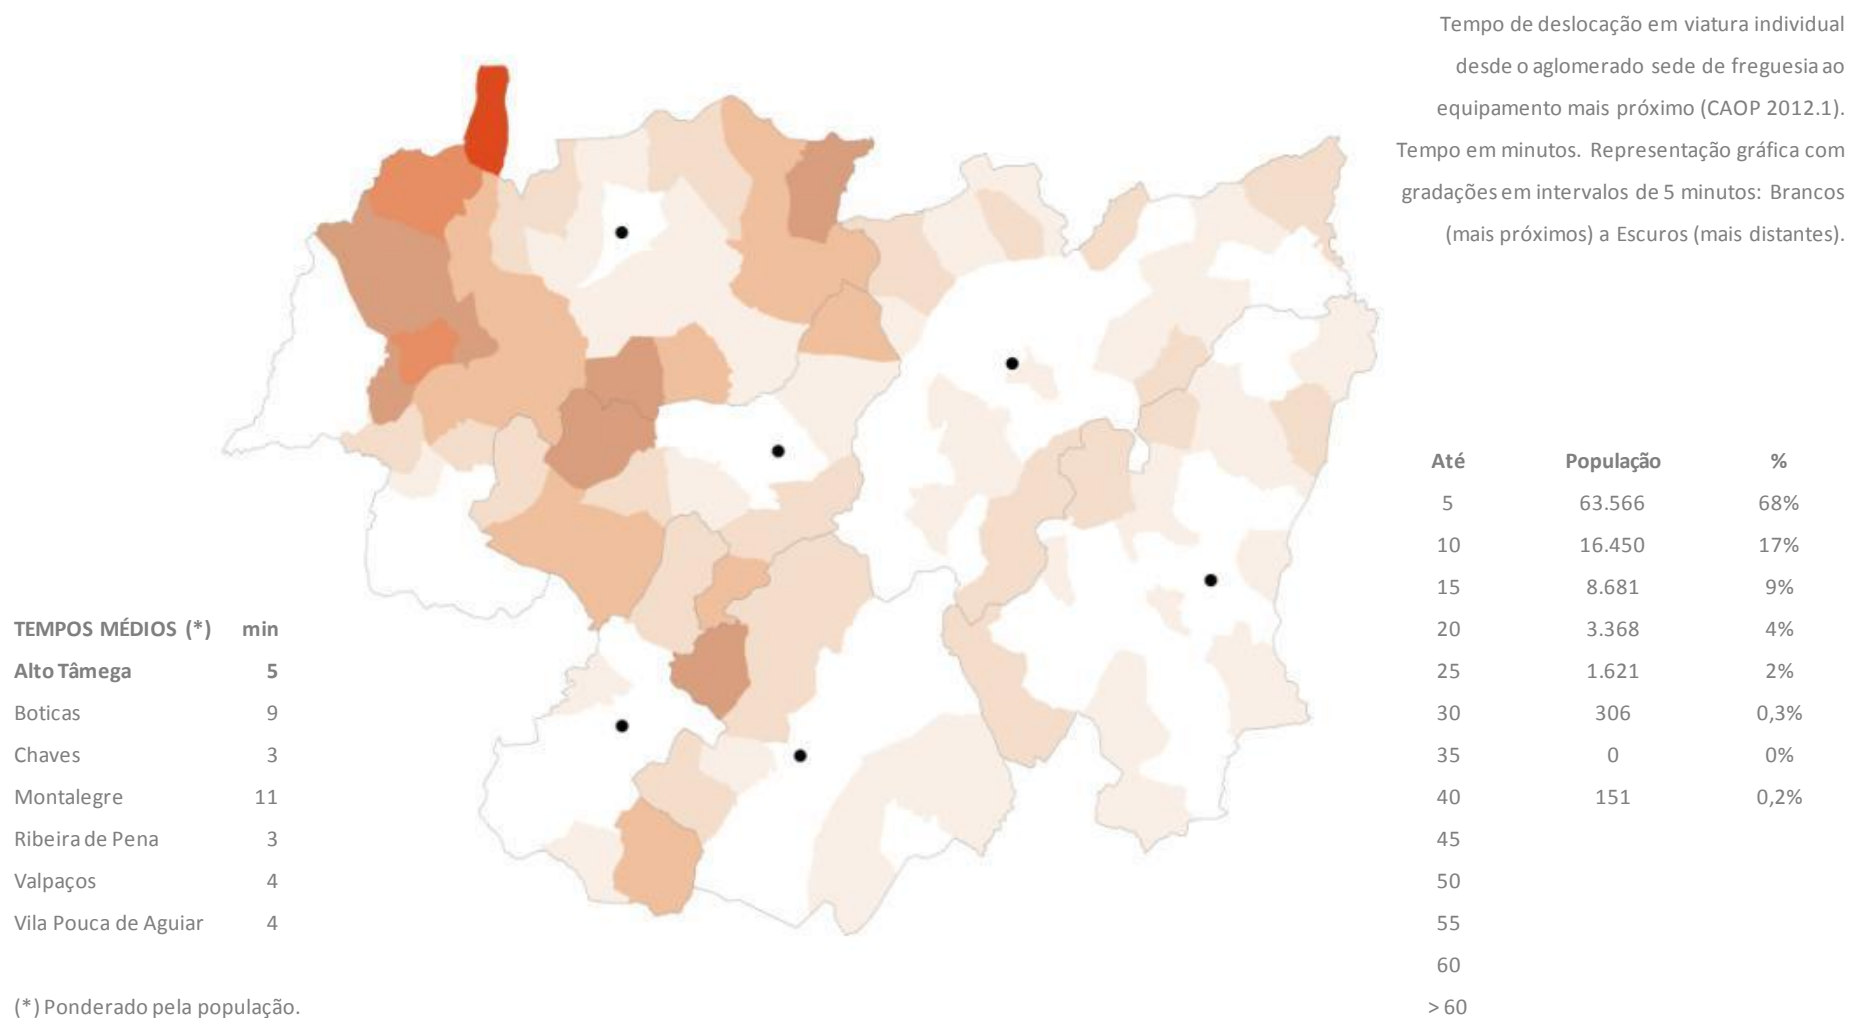 Tempo de deslocação em viatura individual
desde o aglomerado sede de freguesia ao
equipamento mais próximo (CAOP 2012.1).
Tempo em minutos. Representação gráfica com
gradações em intervalos de 5 minutos: Brancos
(mais próximos) a Escuros (mais distantes).
Até População %
5 63.566 68%
10 16.450 17%
15 8.681 9%
20 3.368 4%
25 1.621 2%
30 306 0,3%
35 0 0%
40 151 0,2%
45
50
55
60
> 60
TEMPOS MÉDIOS (*) min
Alto Tâmega 5
Boticas 9
Chaves 3
Montalegre 11
Ribeira de Pena 3
Valpaços 4
Vila Pouca de Aguiar 4
(*) Ponderado pela população.